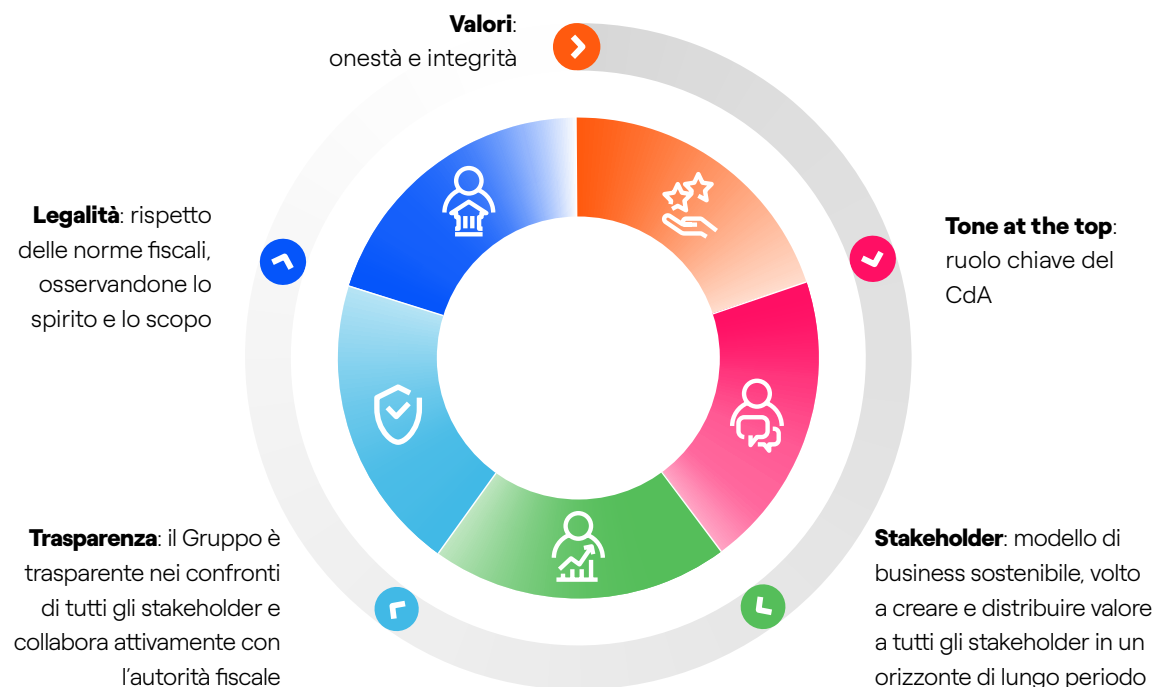 Valori:
onestà e integrità
Tone at the top:
ruolo chiave del
CdA
Stakeholder: modello di
business sostenibile, volto
a creare e distribuire valore
a tutti gli stakeholder in un
orizzonte di lungo periodo
Trasparenza: il Gruppo è
trasparente nei confronti
di tutti gli stakeholder e
collabora attivamente con
l’autorità fiscale
Legalità: rispetto
delle norme fiscali,
osservandone lo
spirito e lo scopo